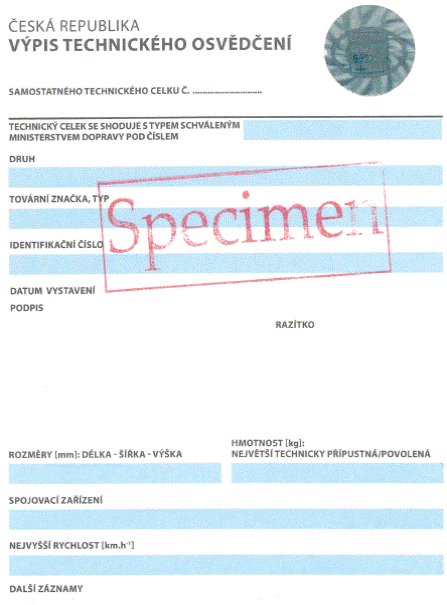 ČESKÁ REPUBLIKA
VÝPIS TECHNICKÉHO OSVĚDČENÍ
SAMOSTATNÉHO TECHNICKÉHO CELKU Č. ..............................
TECHNICKÝ CELEK SE SHODUJE S TYPEM SCHVÁLENÝM
MINISTERSTVEM DOPRAVY POD ČÍSLEM
DRUH
TOVÁRNÍ ZNAČKA, TYP
Specimen
IDENTIFIKAČNÍ ČÍSLO
DATUM VYSTAVENÍ
PODPIS
RAZÍTKO
ROZMĚRY [mm]: DÉLKA - ŠÍŘKA - VÝŠKA
HMOTNOST [kg]:
NEJVĚTŠÍ TECHNICKY PŘÍPUSTNÁ/POVOLENÁ
SPOJOVACÍ ZAŘÍZENÍ
NEJVYŠŠÍ RYCHLOST [km.h⁻¹]
DALŠÍ ZÁZNAMY